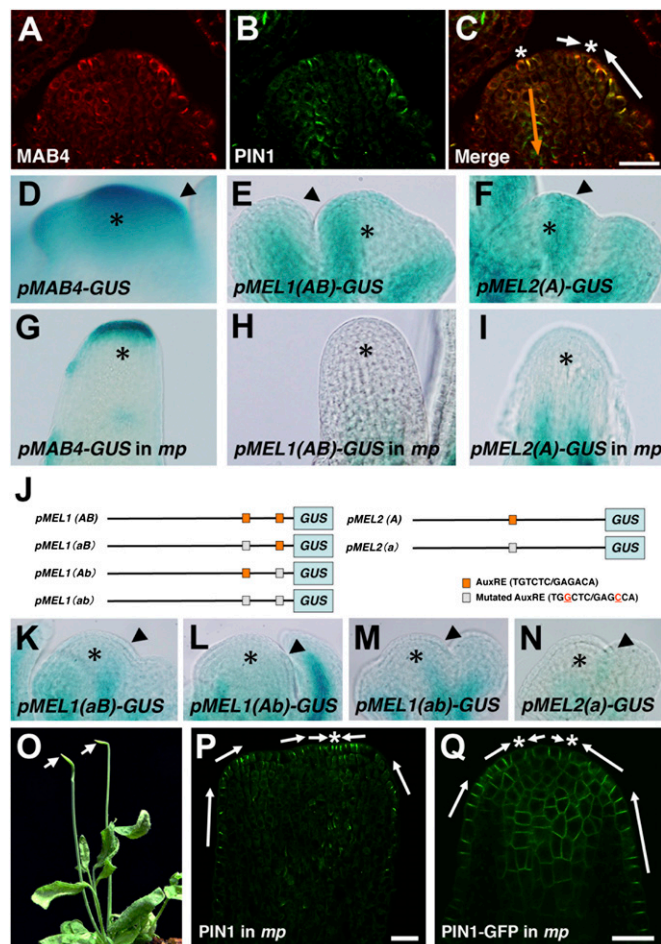 A
B
C
*
*
MAB4
PIN1
Merge
D
E
F
*
*
*
pMAB4-GUS
pMEL1(AB)-GUS
pMEL2(A)-GUS
G
H
I
*
*
*
pMAB4-GUS in mp
pMEL1(AB)-GUS in mp
pMEL2(A)-GUS in mp
J
pMEL1(AB)
GUS
pMEL2(A)
GUS
pMEL1(aB)
GUS
pMEL2(a)
GUS
pMEL1(Ab)
GUS
AuxRE (TGTCTC/GAGACA)
pMEL1(ab)
GUS
Mutated AuxRE (TGGCTC/GAGCCA)
K
L
M
N
*
*
*
*
pMEL1(aB)-GUS
pMEL1(Ab)-GUS
pMEL1(ab)-GUS
pMEL2(a)-GUS
O
P
Q
*
*
*
PIN1 in mp
PIN1-GFP in mp